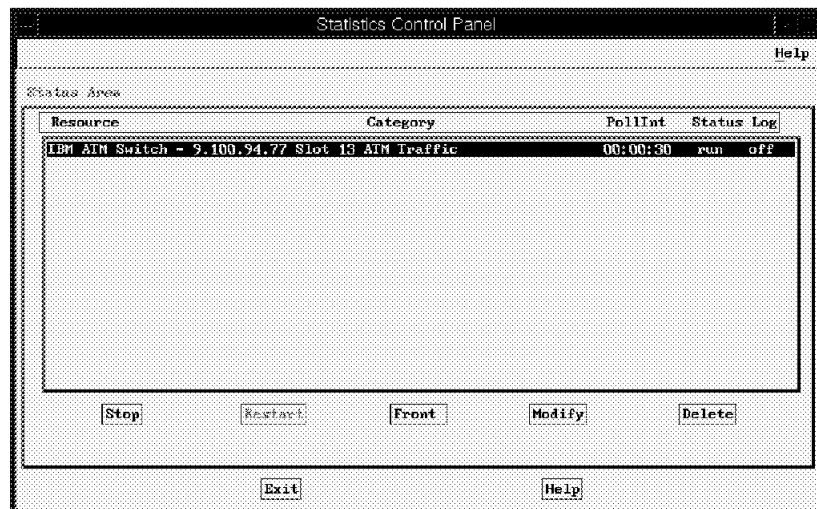 Statistics Control Panel
Help
Status Area
Resource Category PollInt Status Log
IBM ATM Switch - 9.100.94.77 Slot 13 ATM Traffic 00:00:30 run off
Stop Restart Front Modify Delete
Exit Help